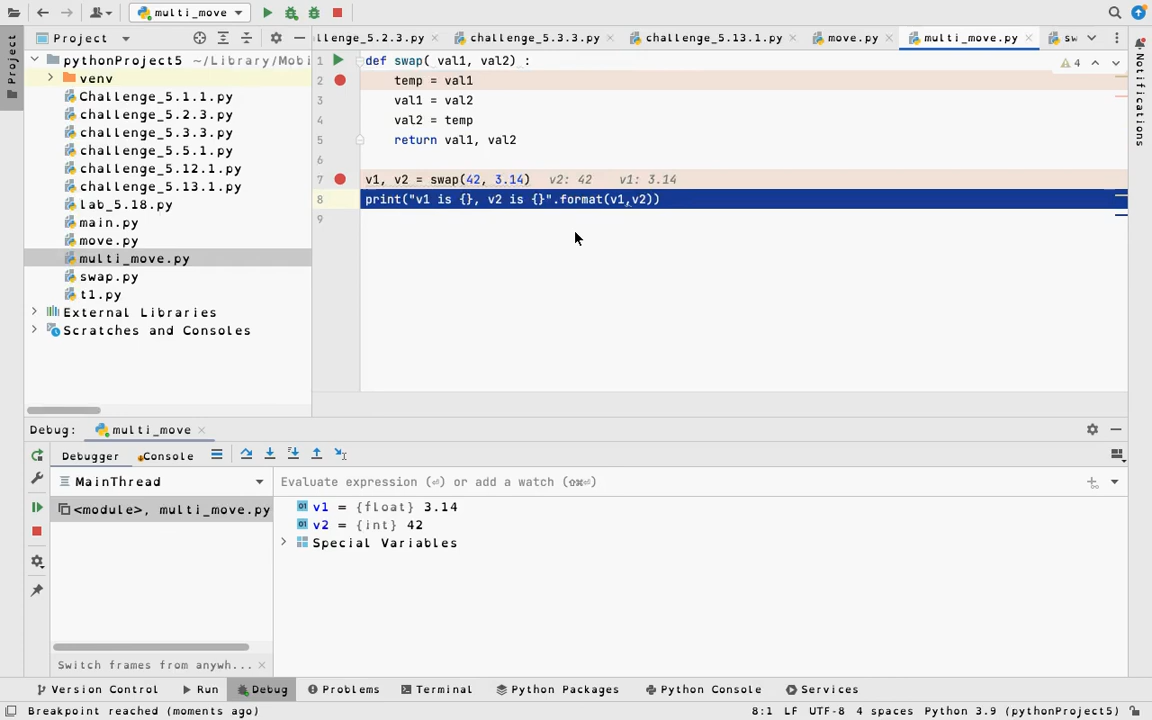 multi_move
Project
Project
hallenge_5.2.3.py
challenge_5.3.3.py
challenge_5.13.1.py
move.py
multi_move.py
sw
Notifications
pythonProject5 ~/Library/Mobi
venv
Challenge_5.1.1.py
challenge_5.2.3.py
challenge_5.3.3.py
challenge_5.5.1.py
challenge_5.12.1.py
challenge_5.13.1.py
lab_5.18.py
main.py
move.py
multi_move.py
swap.py
t1.py
External Libraries
Scratches and Consoles
1 def swap( val1, val2) :
4
2 temp = val1
3 val1 = val2
4 val2 = temp
5 return val1, val2
6
7 v1, v2 = swap(42, 3.14) v2: 42 v1: 3.14
8 print("v1 is {}, v2 is {}".format(v1,v2))
9
Debug: multi_move
Debugger Console
MainThread
Evaluate expression (⏎) or add a watch (⇧⌘⏎)
<module>, multi_move.py
v1 = {float} 3.14
v2 = {int} 42
Special Variables
Switch frames from anywh...
Version Control Run Debug Problems Terminal Python Packages Python Console Services
Breakpoint reached (moments ago)
8:1 LF UTF-8 4 spaces Python 3.9 (pythonProject5)